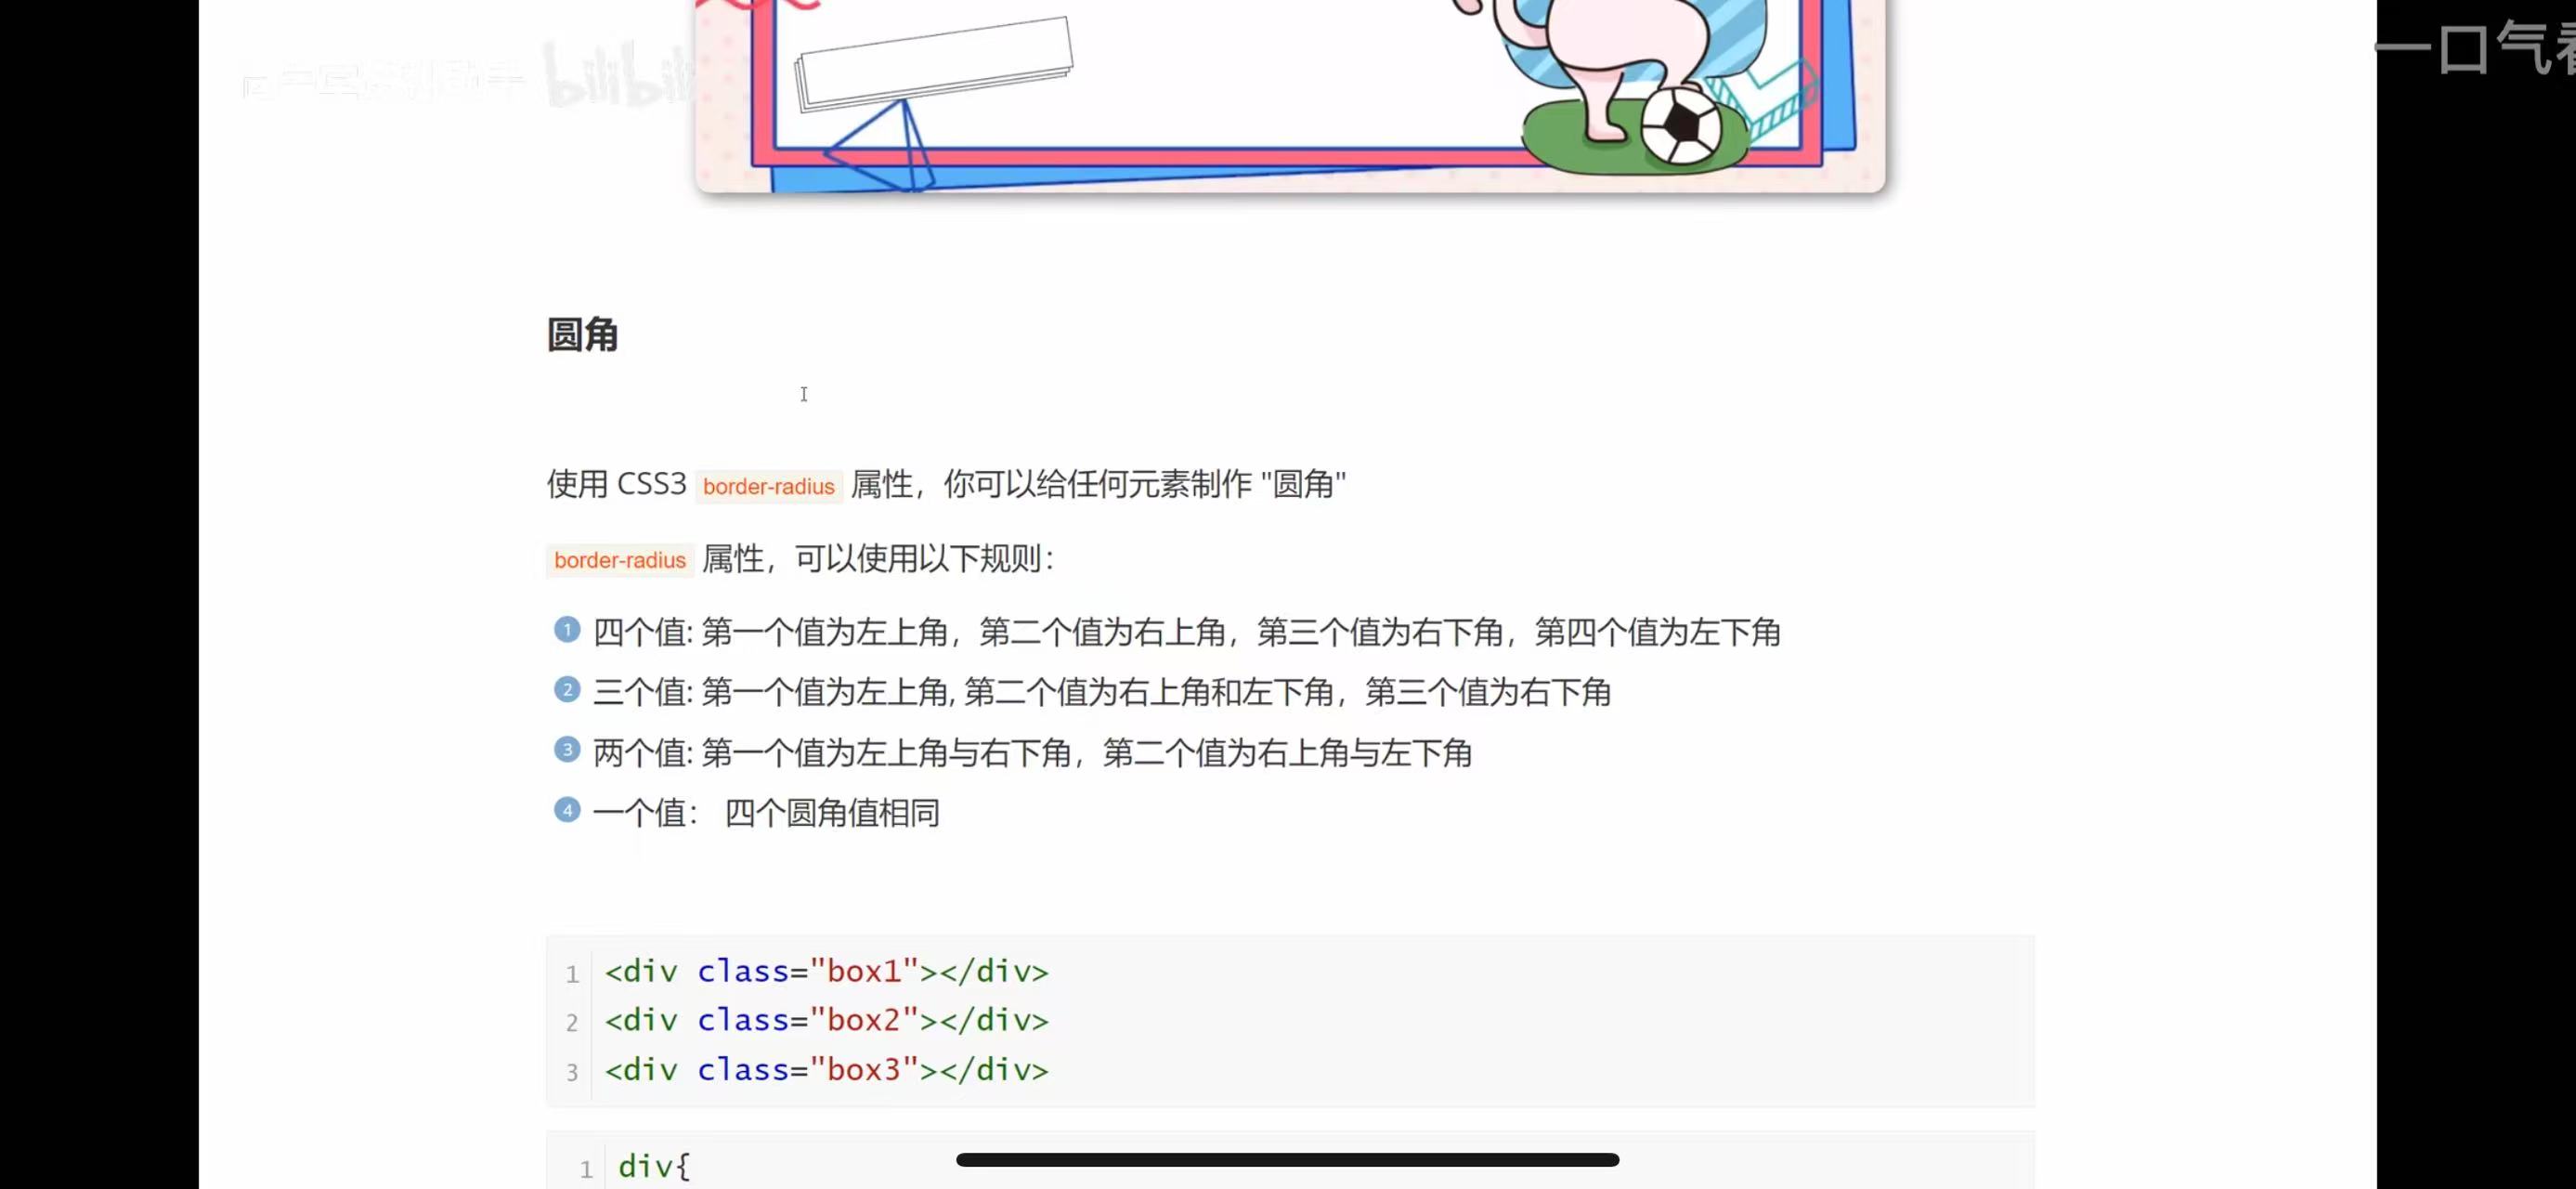 bilibili
一口气
圆角
使用 CSS3 border-radius 属性，你可以给任何元素制作 "圆角"
border-radius 属性，可以使用以下规则：
1 四个值: 第一个值为左上角，第二个值为右上角，第三个值为右下角，第四个值为左下角
2 三个值: 第一个值为左上角, 第二个值为右上角和左下角，第三个值为右下角
3 两个值: 第一个值为左上角与右下角，第二个值为右上角与左下角
4 一个值： 四个圆角值相同
1 <div class="box1"></div>
2 <div class="box2"></div>
3 <div class="box3"></div>
1 div{